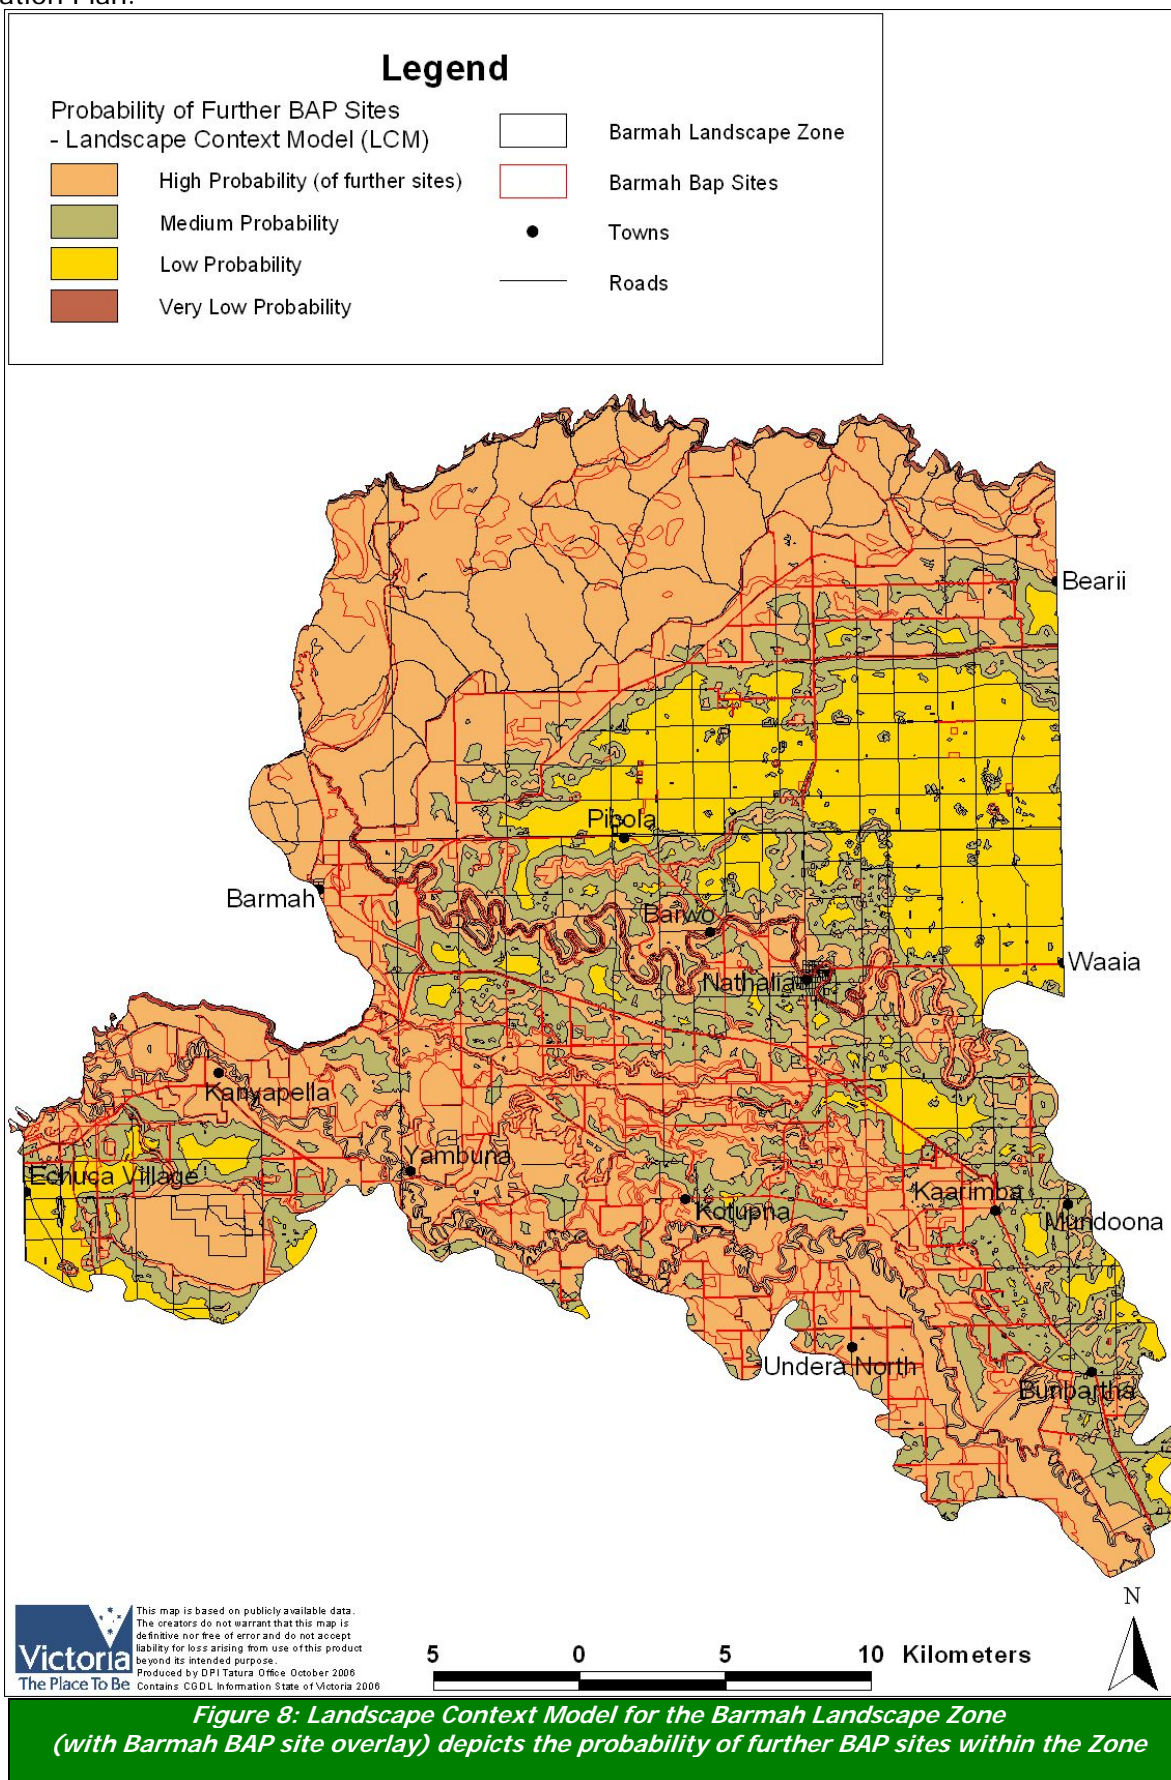 ation Plan.
Legend
Probability of Further BAP Sites
- Landscape Context Model (LCM)
High Probability (of further sites)
Medium Probability
Low Probability
Very Low Probability
Barmah Landscape Zone
Barmah Bap Sites
Towns
Roads
Bearii
Picola
Barmah
Barwo
Waaia
Nathalia
Kanyapella
Yambuna
Echuca Village
Kaarimba
Kotupna
Mundoona
Undera North
Bunbartha
N
Victoria
The Place To Be
This map is based on publicly available data.
The creators do not warrant that this map is
definitive nor free of error and do not accept
liability for loss arising from use of this product
beyond its intended purpose.
Produced by DPI Tatura Office October 2006
Contains CGDL Information State of Victoria 2006
5 0 5 10 Kilometers
Figure 8: Landscape Context Model for the Barmah Landscape Zone
(with Barmah BAP site overlay) depicts the probability of further BAP sites within the Zone